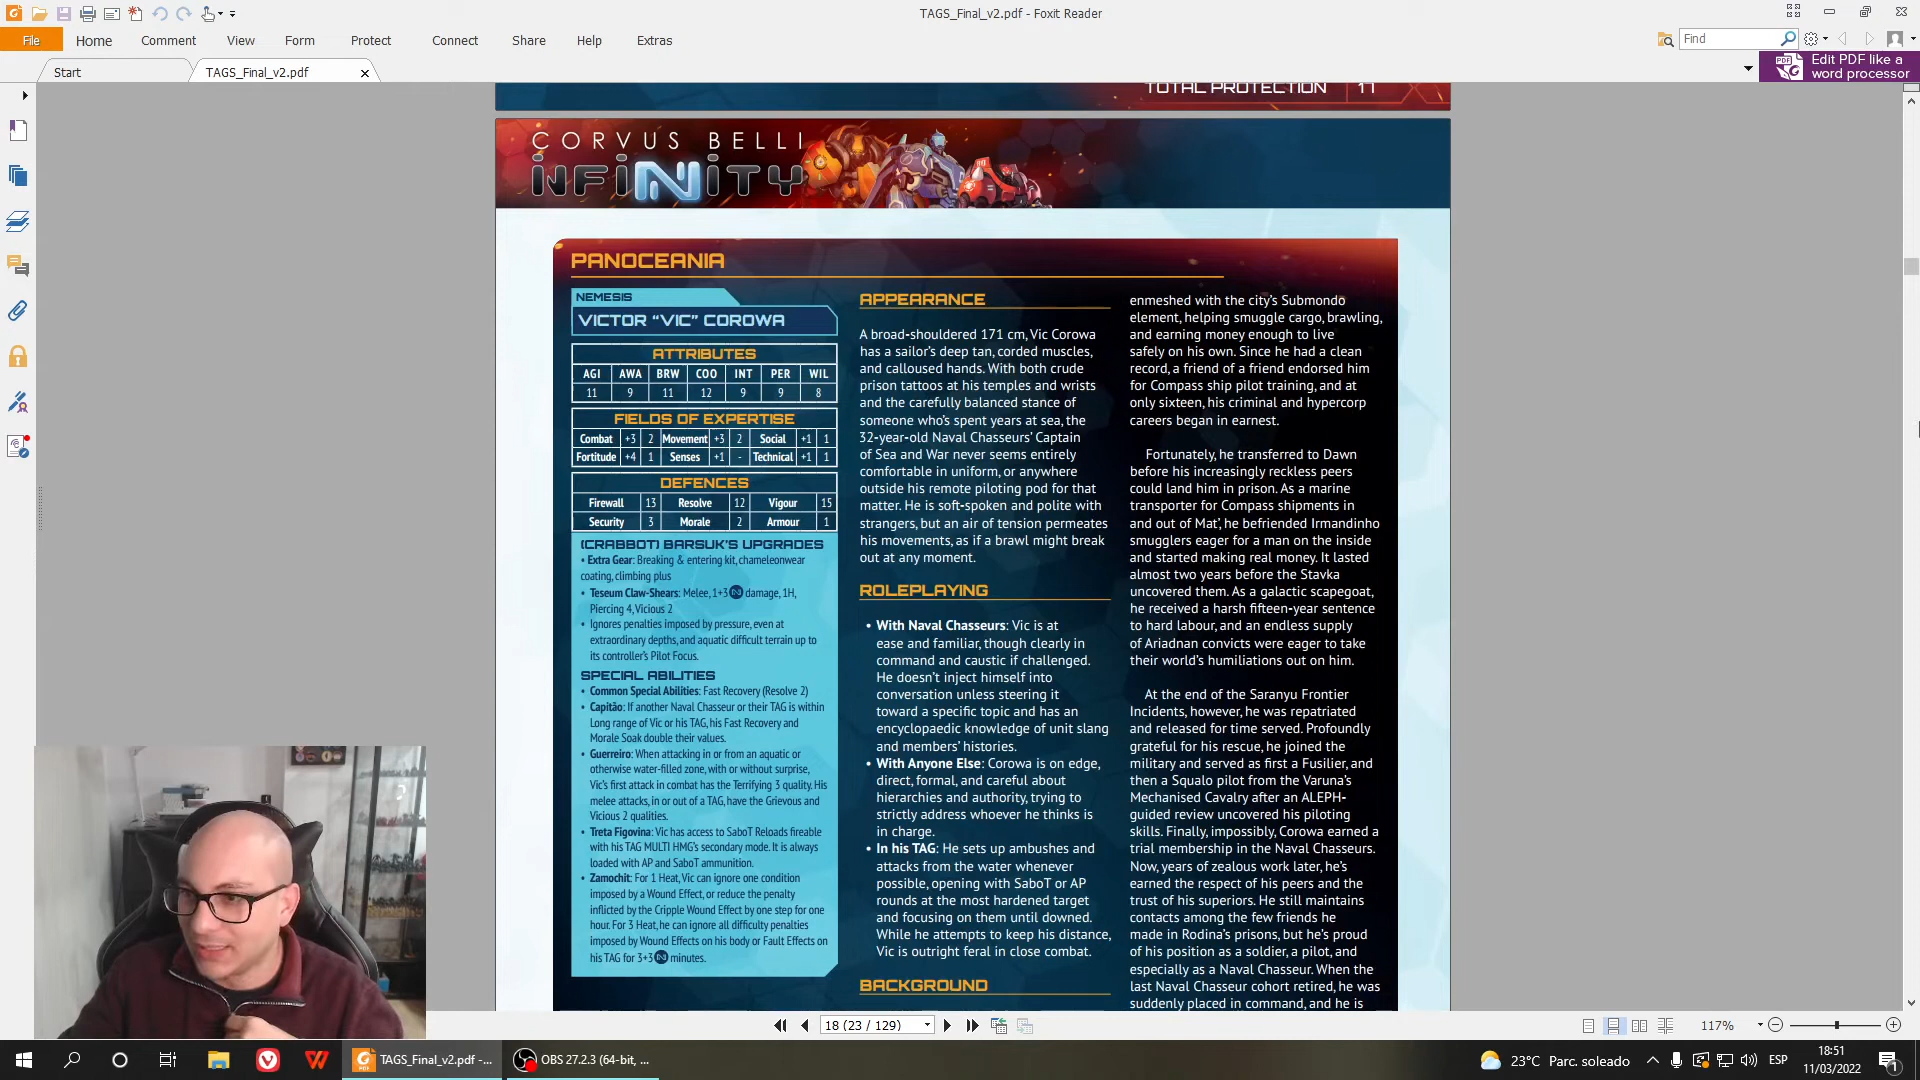 TAGS_Final_v2.pdf - Foxit Reader
File Home Comment View Form Protect Connect Share Help Extras
Find
Start
TAGS_Final_v2.pdf
Edit PDF like a
word processor
TOTAL PROTECTION 17
CORVUS BELLI
INFINITY
PANOCEANIA
NEMESIS
VICTOR “VIC” COROWA
ATTRIBUTES
AGI AWA BRW COO INT PER WIL
11 9 11 12 9 9 8
FIELDS OF EXPERTISE
Combat +3 2 Movement +3 2 Social +1 1
Fortitude +4 1 Senses +1 - Technical +1 1
DEFENCES
Firewall 13 Resolve 12 Vigour 15
Security 3 Morale 2 Armour 1
(CRABBOT) BARSUK’S UPGRADES
• Extra Gear: Breaking & entering kit, chameleonwear
coating, climbing plus
• Teseum Claw-Shears: Melee, 1+3 N damage, 1H,
Piercing 4, Vicious 2
• Ignores penalties imposed by pressure, even at
extraordinary depths, and aquatic difficult terrain up to
its controller’s Pilot Focus.
SPECIAL ABILITIES
• Common Special Abilities: Fast Recovery (Resolve 2)
• Capitão: If another Naval Chasseur or their TAG is within
Long range of Vic or his TAG, his Fast Recovery and
Morale Soak double their values.
• Guerreiro: When attacking in or from an aquatic or
otherwise water-filled zone, with or without surprise,
Vic’s first attack in combat has the Terrifying 3 quality. His
melee attacks, in or out of a TAG, have the Grievous and
Vicious 2 qualities.
• Treta Figovina: Vic has access to SaboT Reloads fireable
with his TAG MULTI HMG’s secondary mode. It is always
loaded with AP and SaboT ammunition.
• Zamochit: For 1 Heat, Vic can ignore one condition
imposed by a Wound Effect, or reduce the penalty
inflicted by the Cripple Wound Effect by one step for one
hour. For 3 Heat, he can ignore all difficulty penalties
imposed by Wound Effects on his body or Fault Effects on
his TAG for 3+3 N minutes.
APPEARANCE
A broad-shouldered 171 cm, Vic Corowa
has a sailor’s deep tan, corded muscles,
and calloused hands. With both crude
prison tattoos at his temples and wrists
and the carefully balanced stance of
someone who’s spent years at sea, the
32-year-old Naval Chasseurs’ Captain
of Sea and War never seems entirely
comfortable in uniform, or anywhere
outside his remote piloting pod for that
matter. He is soft-spoken and polite with
strangers, but an air of tension permeates
his movements, as if a brawl might break
out at any moment.
ROLEPLAYING
• With Naval Chasseurs: Vic is at
ease and familiar, though clearly in
command and caustic if challenged.
He doesn’t inject himself into
conversation unless steering it
toward a specific topic and has an
encyclopaedic knowledge of unit slang
and members’ histories.
• With Anyone Else: Corowa is on edge,
direct, formal, and careful about
hierarchies and authority, trying to
strictly address whoever he thinks is
in charge.
• In his TAG: He sets up ambushes and
attacks from the water whenever
possible, opening with SaboT or AP
rounds at the most hardened target
and focusing on them until downed.
While he attempts to keep his distance,
Vic is outright feral in close combat.
BACKGROUND
enmeshed with the city’s Submondo
element, helping smuggle cargo, brawling,
and earning money enough to live
safely on his own. Since he had a clean
record, a friend of a friend endorsed him
for Compass ship pilot training, and at
only sixteen, his criminal and hypercorp
careers began in earnest.
Fortunately, he transferred to Dawn
before his increasingly reckless peers
could land him in prison. As a marine
transporter for Compass shipments in
and out of Mat’, he befriended Irmandinho
smugglers eager for a man on the inside
and started making real money. It lasted
almost two years before the Stavka
uncovered them. As a galactic scapegoat,
he received a harsh fifteen-year sentence
to hard labour, and an endless supply
of Ariadnan convicts were eager to take
their world’s humiliations out on him.
At the end of the Saranyu Frontier
Incidents, however, he was repatriated
and released for time served. Profoundly
grateful for his rescue, he joined the
military and served as first a Fusilier, and
then a Squalo pilot from the Varuna’s
Mechanised Cavalry after an ALEPH-
guided review uncovered his piloting
skills. Finally, impossibly, Corowa earned a
trial membership in the Naval Chasseurs.
Now, years of zealous work later, he’s
earned the respect of his peers and the
trust of his superiors. He still maintains
contacts among the few friends he
made in Rodina’s prisons, but he’s proud
of his position as a soldier, a pilot, and
especially as a Naval Chasseur. When the
last Naval Chasseur cohort retired, he was
suddenly placed in command, and he is
18 (23 / 129)
117%
TAGS_Final_v2.pdf -...
OBS 27.2.3 (64-bit, ...
23°C Parc. soleado
ESP
18:51
11/03/2022
1